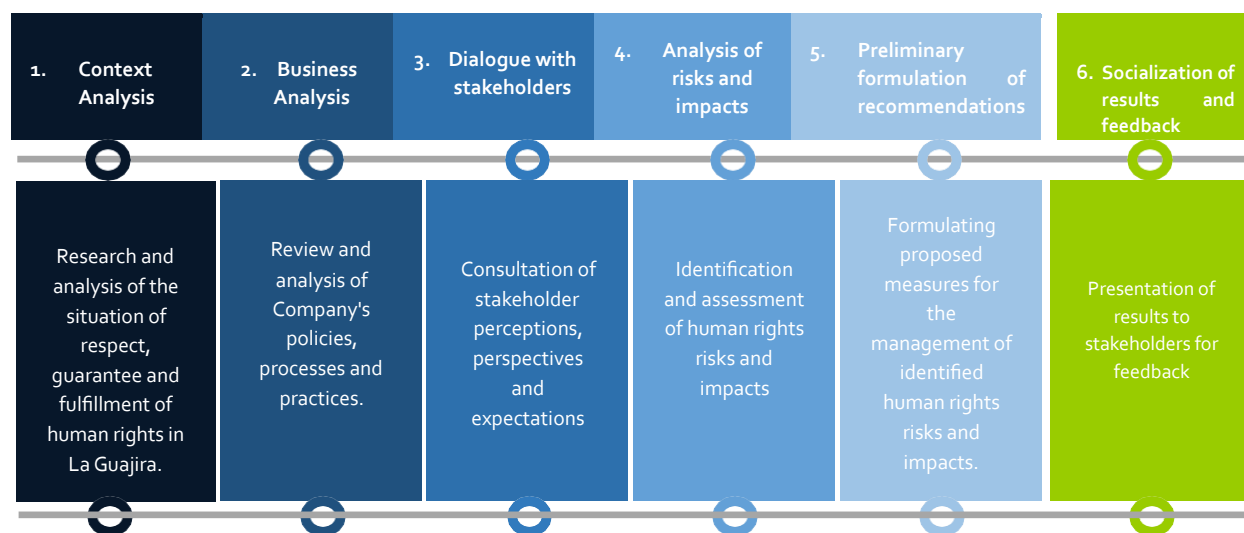 1. Context
Analysis
2. Business
Analysis
3. Dialogue with
stakeholders
4. Analysis of
risks and
impacts
5. Preliminary
formulation of
recommendations
6. Socialization of
results and
feedback
Research and
analysis of the
situation of
respect,
guarantee and
fulfillment of
human rights in
La Guajira.
Review and
analysis of
Company's
policies,
processes and
practices.
Consultation of
stakeholder
perceptions,
perspectives
and
expectations
Identification
and assessment
of human rights
risks and
impacts
Formulating
proposed
measures for
the
management of
identified
human rights
risks and
impacts.
Presentation of
results to
stakeholders for
feedback